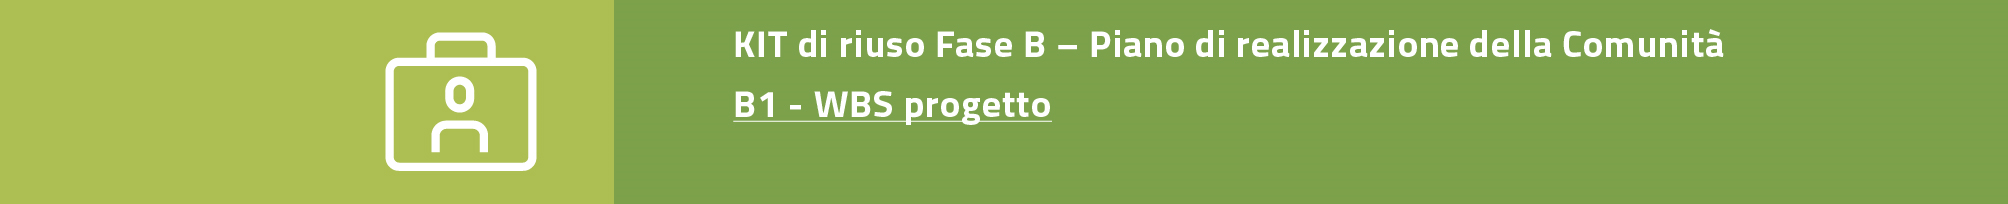 KIT di riuso Fase B – Piano di realizzazione della Comunità
B1 - WBS progetto